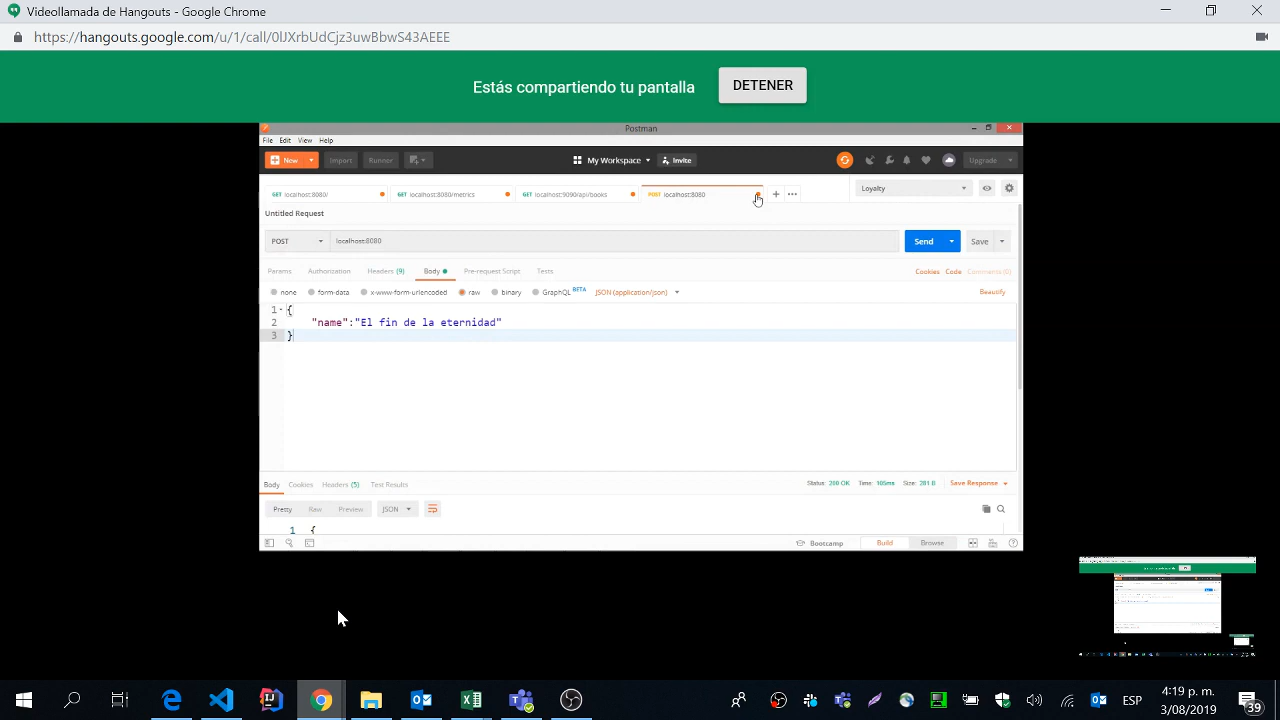 Videollamada de Hangouts - Google Chrome
https://hangouts.google.com/u/1/call/0lJXrbUdCjz3uwBbwS43AEEE
Estás compartiendo tu pantalla DETENER
Postman
File Edit View Help
New Import Runner My Workspace Invite Upgrade
GET localhost:8080/ GET localhost:8080/metrics GET localhost:9090/api/books POST localhost:8080 Loyalty
Untitled Request
POST localhost:8080 Send Save
Params Authorization Headers (9) Body Pre-request Script Tests Cookies Code Comments (0)
none form-data x-www-form-urlencoded raw binary GraphQL BETA JSON (application/json) Beautify
1 {
2 "name":"El fin de la eternidad"
3 }
Body Cookies Headers (5) Test Results Status: 200 OK Time: 105ms Size: 281 B Save Response
Pretty Raw Preview JSON
1 {
Bootcamp Build Browse
ESP 4:19 p. m. 3/08/2019 39